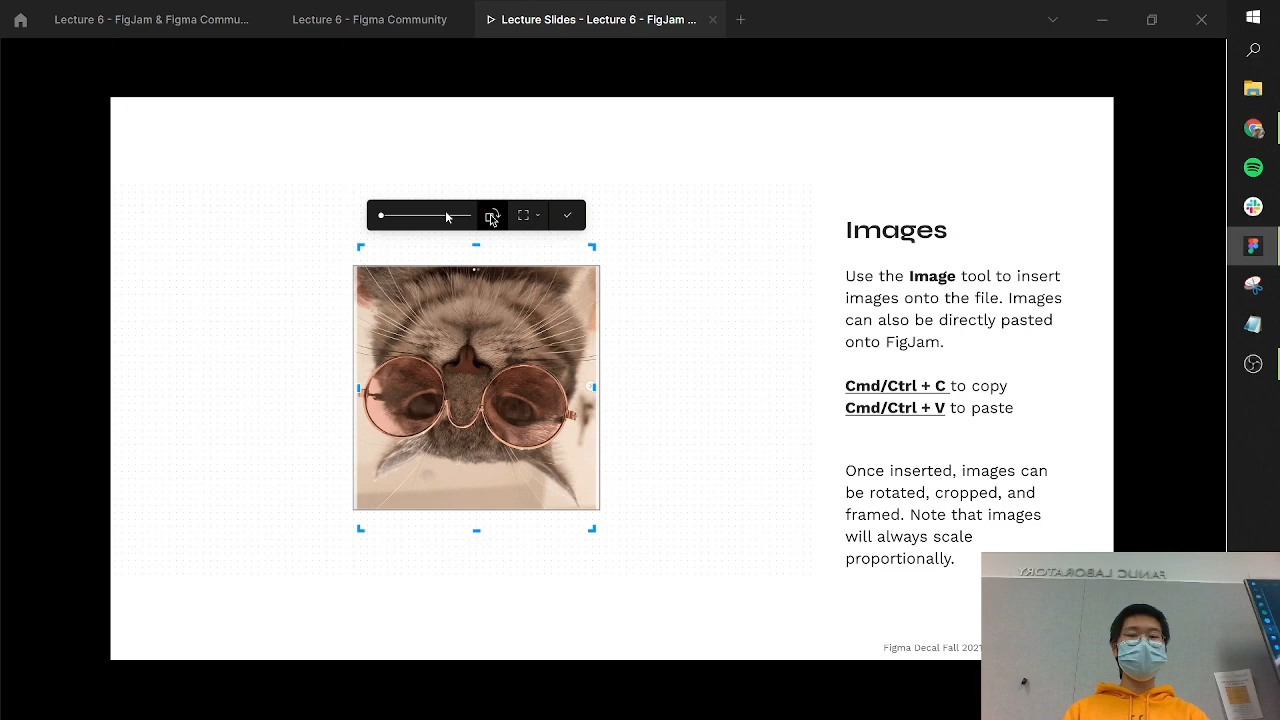 Lecture 6 - FigJam & Figma Commu...
Lecture 6 - Figma Community
Lecture Slides - Lecture 6 - FigJam ...
Images
Use the Image tool to insert
images onto the file. Images
can also be directly pasted
onto FigJam.
Cmd/Ctrl + C to copy
Cmd/Ctrl + V to paste
Once inserted, images can
be rotated, cropped, and
framed. Note that images
will always scale
proportionally.
FANUC LABORATORY
Figma Decal Fall 2021